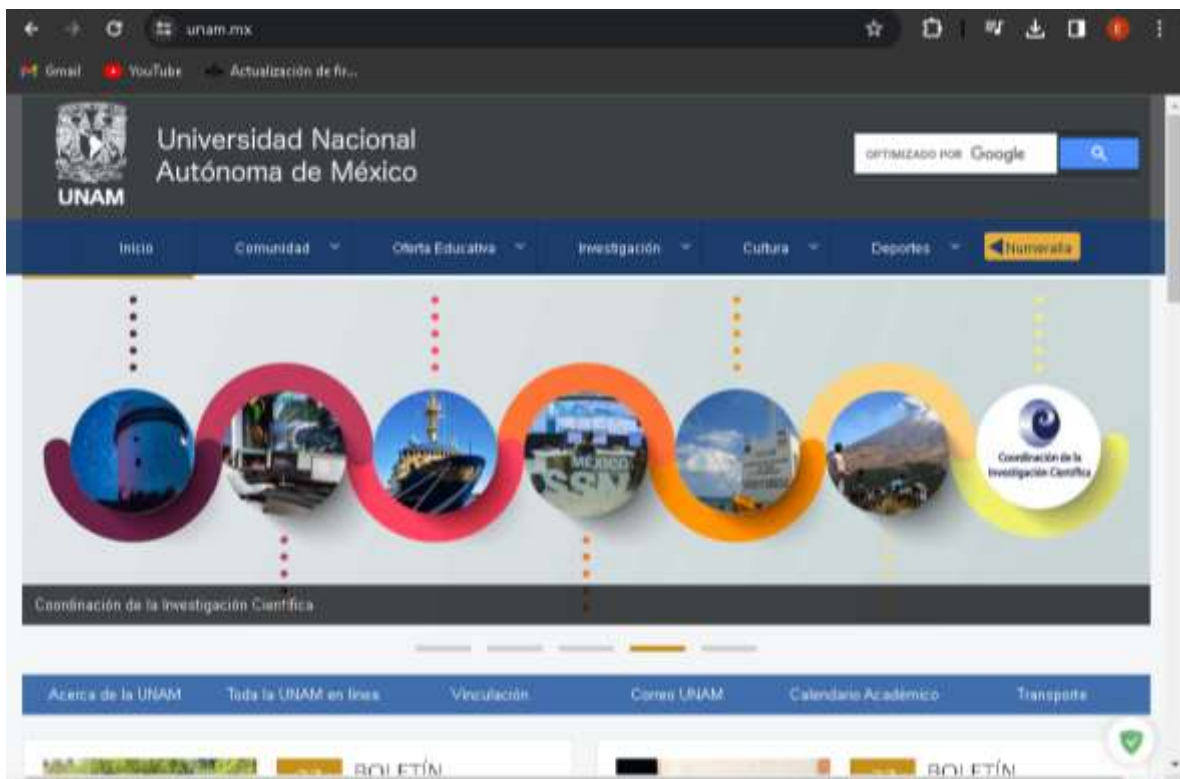 unam.mx
Gmail YouTube Actualización de fir...
UNAM
Universidad Nacional
Autónoma de México
OPTIMIZADO POR Google
Inicio Comunidad Oferta Educativa Investigación Cultura Deportes Numeralia
MÉXICO
SSN
Coordinación de la
Investigación Científica
Coordinación de la Investigación Científica
Acerca de la UNAM Toda la UNAM en línea Vinculación Correo UNAM Calendario Académico Transporte
BOLETÍN BOLETÍN